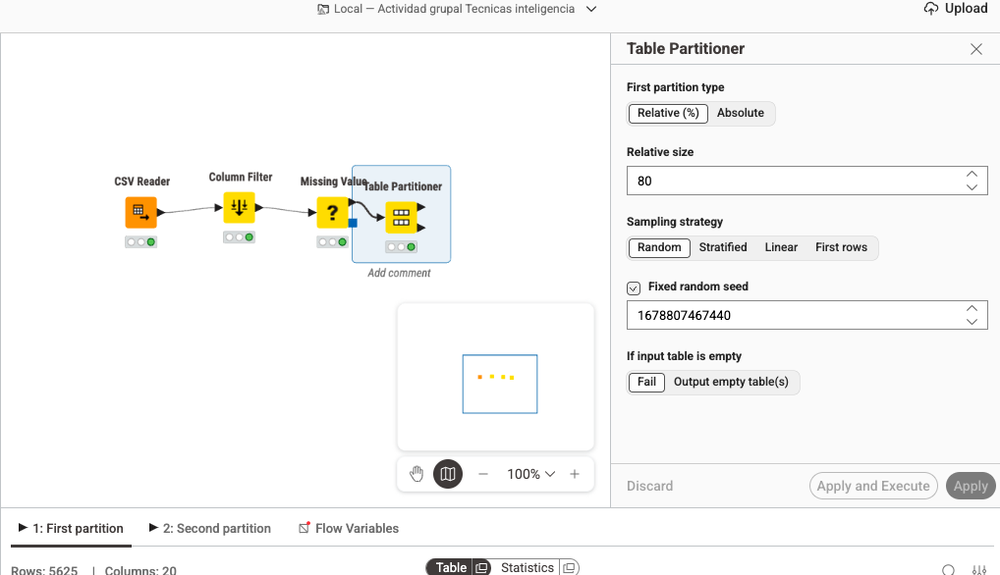 Local — Actividad grupal Tecnicas inteligencia
Upload
Table Partitioner
First partition type
Relative (%) Absolute
Relative size
80
Sampling strategy
Random Stratified Linear First rows
Fixed random seed
1678807467440
If input table is empty
Fail Output empty table(s)
Discard Apply and Execute Apply
CSV Reader
Column Filter
Missing Value
Table Partitioner
?
Add comment
100%
1: First partition 2: Second partition Flow Variables
Rows: 5625 | Columns: 20
Table Statistics